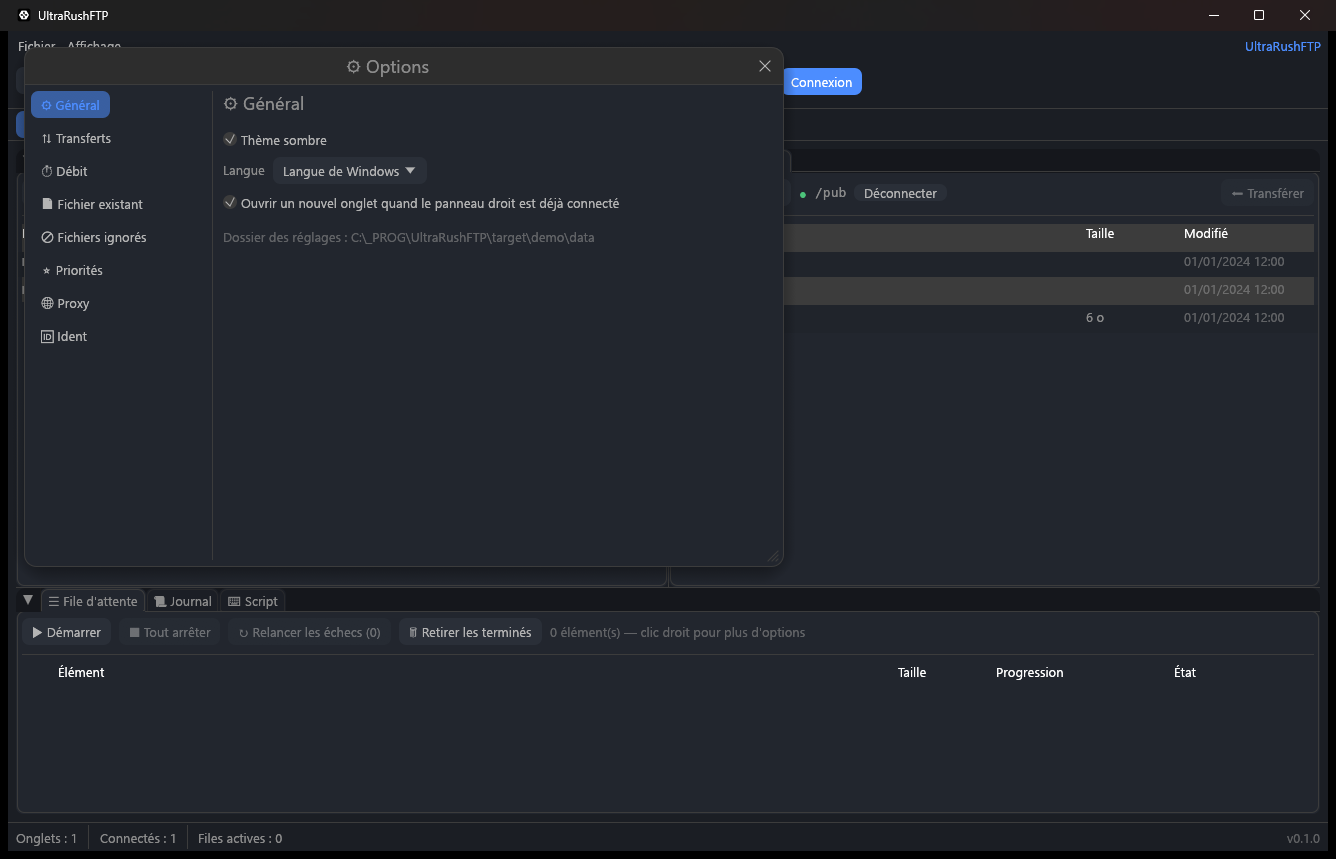 UltraRushFTP
Fichier Affichage
UltraRushFTP
Options
Connexion
Général
Transferts
Débit
Fichier existant
Fichiers ignorés
Priorités
Proxy
Ident
Général
Thème sombre
Langue
Langue de Windows
Ouvrir un nouvel onglet quand le panneau droit est déjà connecté
Dossier des réglages : C:\_PROG\UltraRushFTP\target\demo\data
/pub
Déconnecter
Transférer
Taille
Modifié
01/01/2024 12:00
01/01/2024 12:00
6 o
01/01/2024 12:00
File d'attente
Journal
Script
Démarrer
Tout arrêter
Relancer les échecs (0)
Retirer les terminés
0 élément(s) — clic droit pour plus d'options
Élément
Taille
Progression
État
Onglets : 1
Connectés : 1
Files actives : 0
v0.1.0